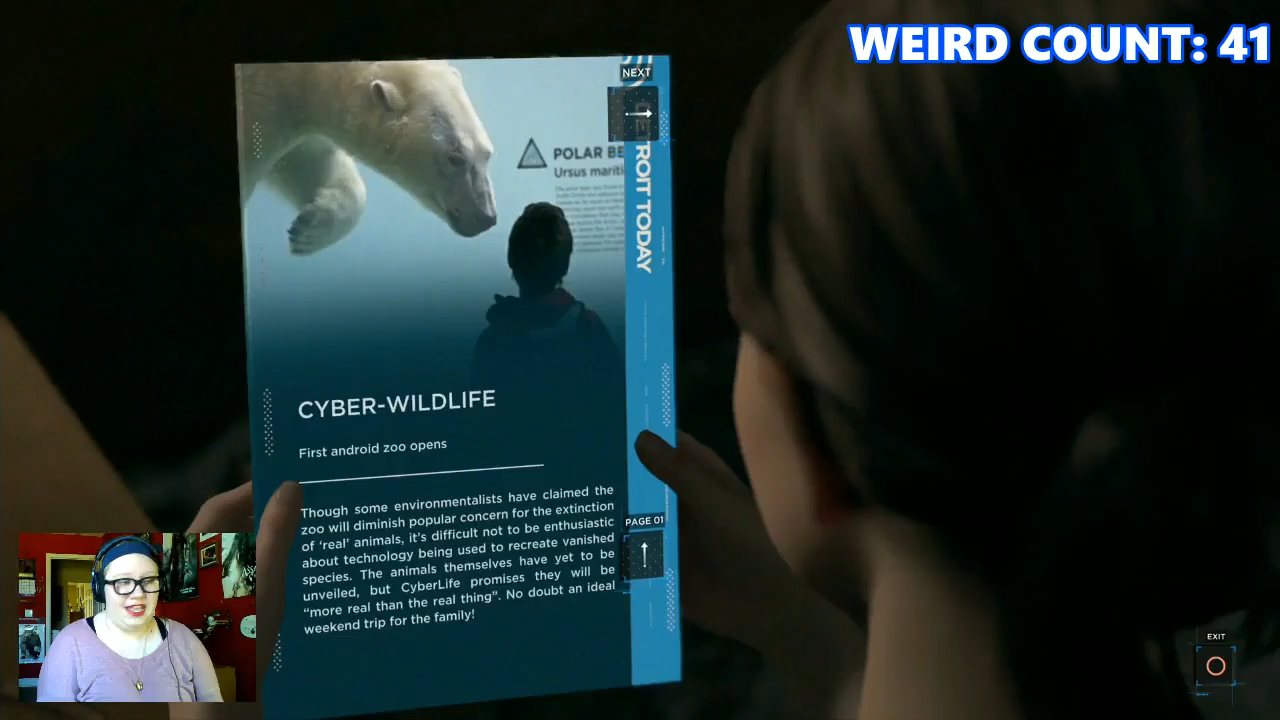 WEIRD COUNT: 41
NEXT
POLAR BE
Ursus mariti
TROIT TODAY
CYBER-WILDLIFE
First android zoo opens
Though some environmentalists have claimed the
zoo will diminish popular concern for the extinction
of ‘real’ animals, it’s difficult not to be enthusiastic
about technology being used to recreate vanished
species. The animals themselves have yet to be
unveiled, but CyberLife promises they will be
“more real than the real thing”. No doubt an ideal
weekend trip for the family!
PAGE 01
EXIT